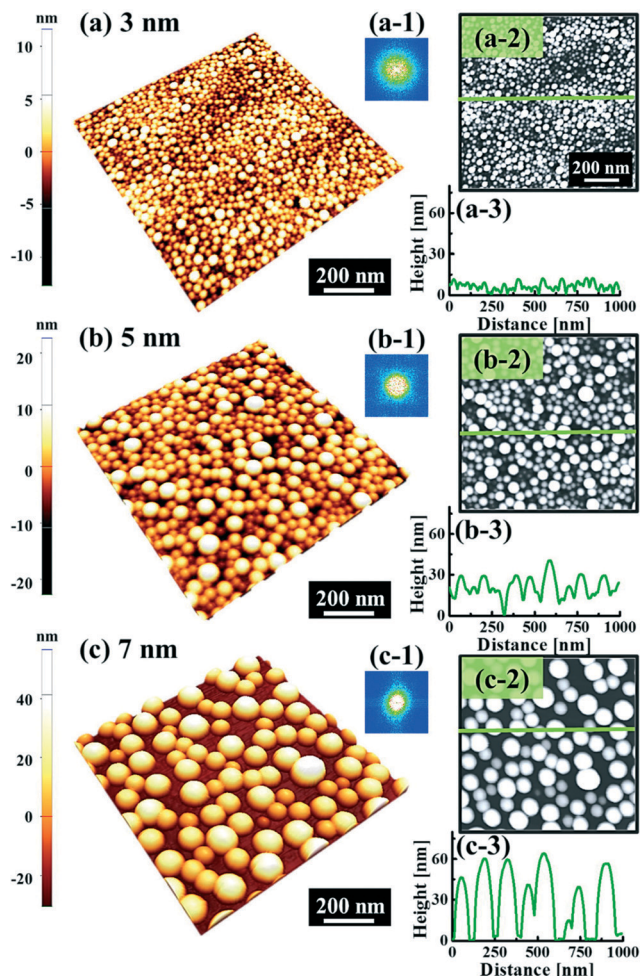 nm
10
5
0
-5
-10
(a) 3 nm
200 nm
(a-1)
(a-2)
200 nm
Height [nm]
60
30
0
(a-3)
0 250 500 750 1000
Distance [nm]
nm
20
10
0
-10
-20
(b) 5 nm
200 nm
(b-1)
(b-2)
Height [nm]
60
30
0
(b-3)
0 250 500 750 1000
Distance [nm]
nm
40
20
0
-20
(c) 7 nm
200 nm
(c-1)
(c-2)
Height [nm]
60
30
0
(c-3)
0 250 500 750 1000
Distance [nm]